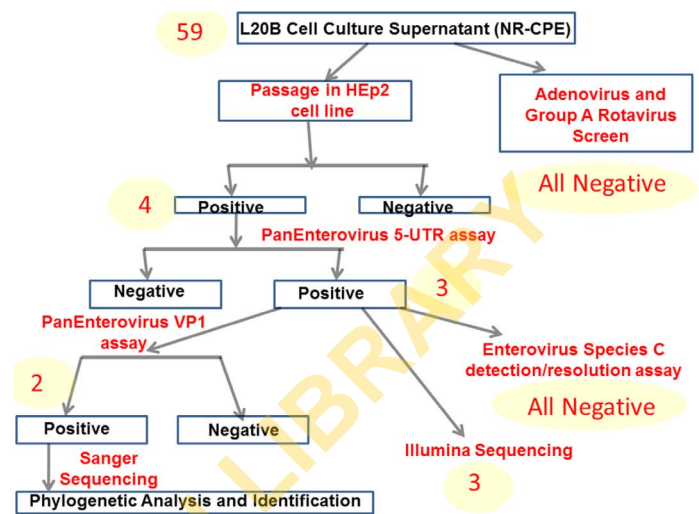 59
L20B Cell Culture Supernatant (NR-CPE)
Passage in HEp2
cell line
Adenovirus and
Group A Rotavirus
Screen
All Negative
4
Positive
Negative
PanEnterovirus 5-UTR assay
Negative
Positive
3
PanEnterovirus VP1
assay
Enterovirus Species C
detection/resolution assay
All Negative
2
Positive
Negative
Illumina Sequencing
3
Sanger
Sequencing
Phylogenetic Analysis and Identification
LIBRARY